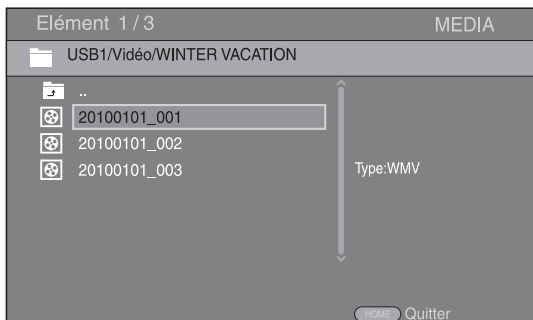 Elément 1 / 3 MEDIA
USB1/Vidéo/WINTER VACATION
..
20100101_001
20100101_002
20100101_003
Type:WMV
HOME Quitter